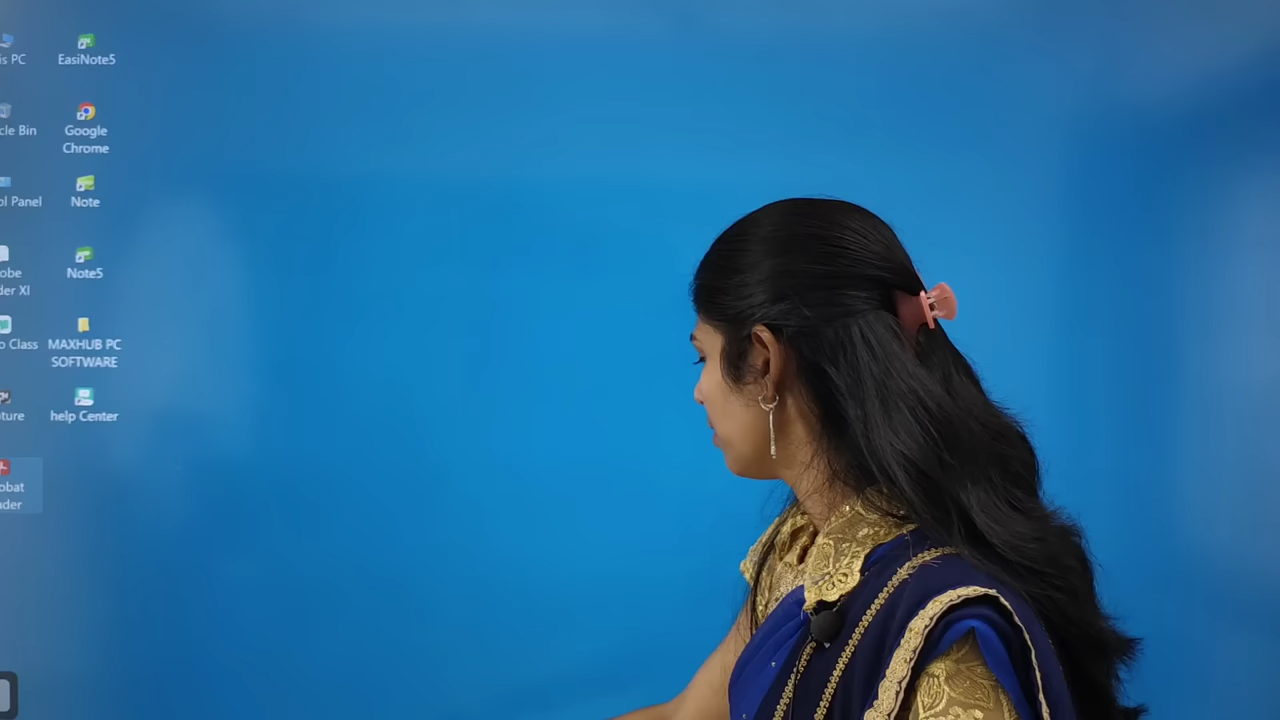 is PC
EasiNote5
cle Bin
Google
Chrome
ol Panel
Note
obe
der XI
Note5
o Class
MAXHUB PC
SOFTWARE
ture
help Center
obat
der